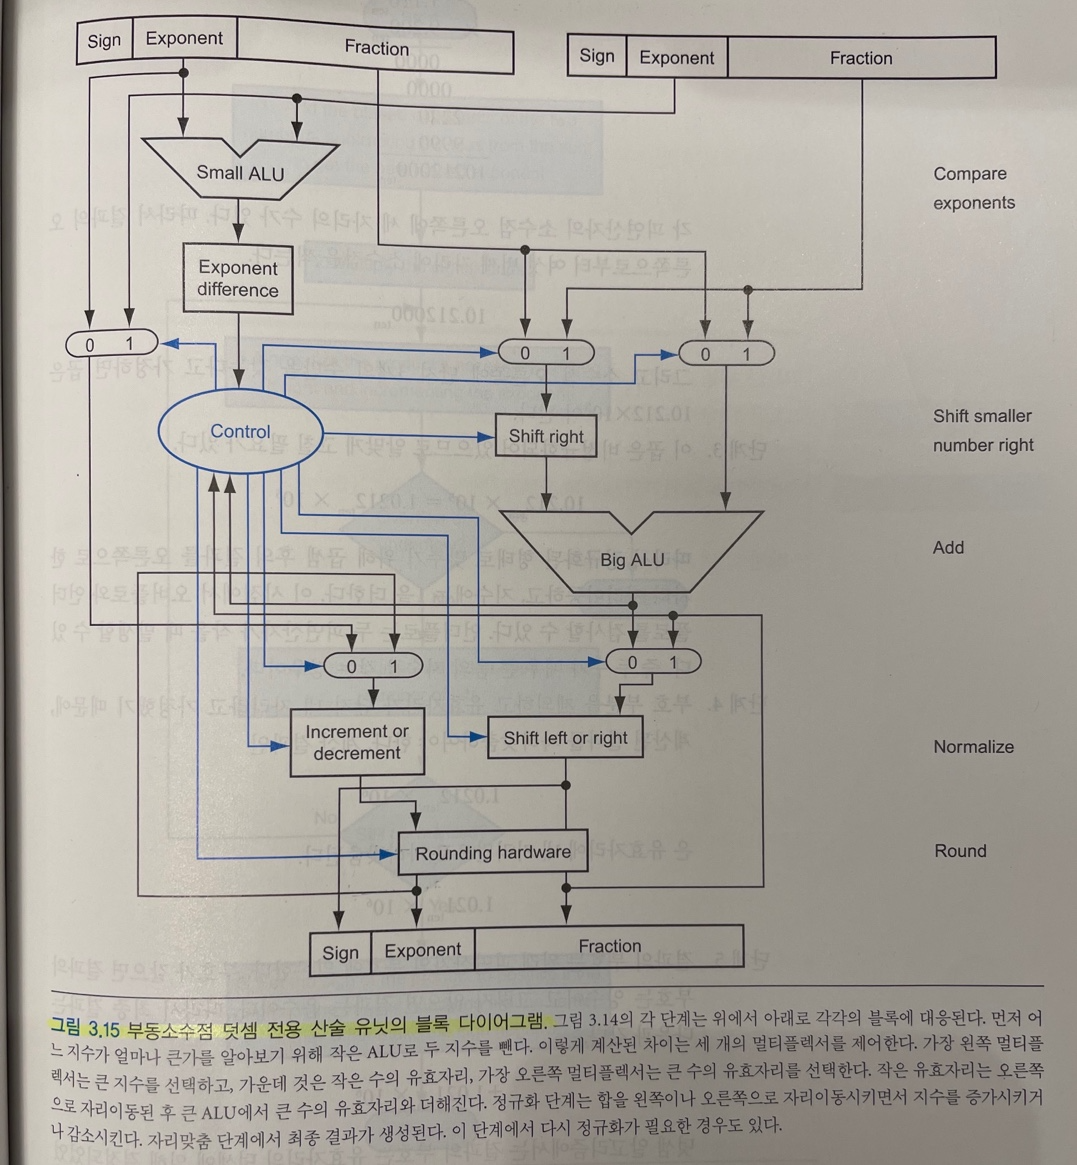 Sign Exponent Fraction
Sign Exponent Fraction
Small ALU
Compare
exponents
Exponent
difference
0 1
0 1
0 1
Control
Shift right
Shift smaller
number right
Big ALU
Add
0 1
0 1
Increment or
decrement
Shift left or right
Normalize
Rounding hardware
Round
Sign Exponent Fraction
그림 3.15 부동소수점 덧셈 전용 산술 유닛의 블록 다이어그램. 그림 3.14의 각 단계는 위에서 아래로 각각의 블록에 대응된다. 먼저 어
느 지수가 얼마나 큰가를 알아보기 위해 작은 ALU로 두 지수를 뺀다. 이렇게 계산된 차이는 세 개의 멀티플렉서를 제어한다. 가장 왼쪽 멀티플
렉서는 큰 지수를 선택하고, 가운데 것은 작은 수의 유효자리, 가장 오른쪽 멀티플렉서는 큰 수의 유효자리를 선택한다. 작은 유효자리는 오른쪽
으로 자리이동된 후 큰 ALU에서 큰 수의 유효자리와 더해진다. 정규화 단계는 합을 왼쪽이나 오른쪽으로 자리이동시키면서 지수를 증가시키거
나 감소시킨다. 자리맞춤 단계에서 최종 결과가 생성된다. 이 단계에서 다시 정규화가 필요한 경우도 있다.